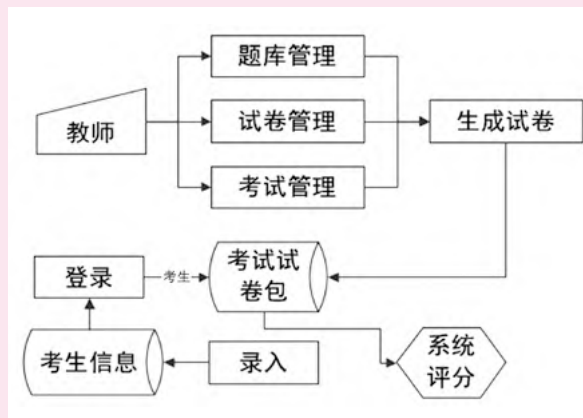 题库管理
教师
试卷管理
生成试卷
考试管理
登录
考生
考试试
卷包
考生信息
录入
系统
评分